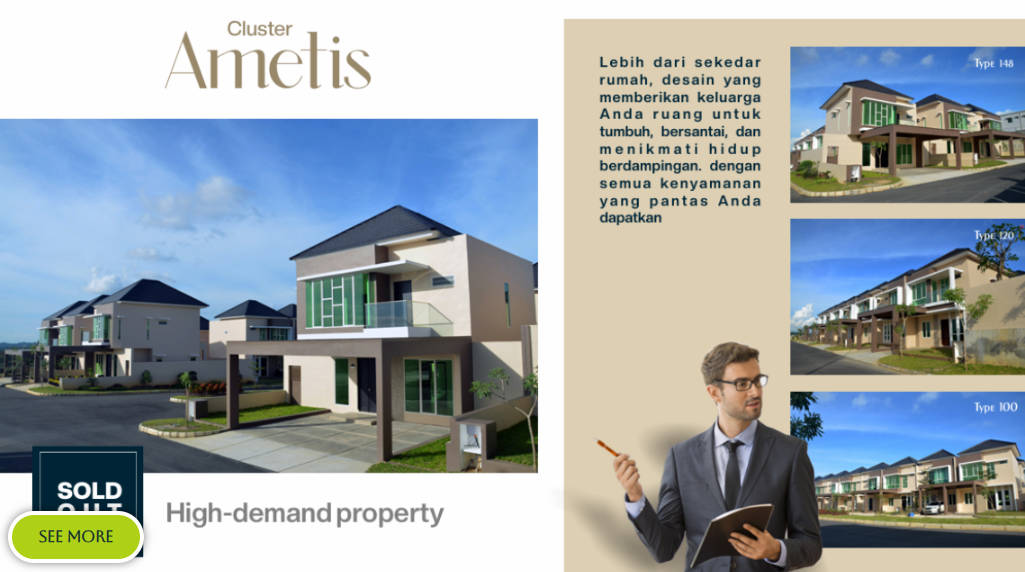 Cluster
Ametis
Lebih dari sekedar
rumah, desain yang
memberikan keluarga
Anda ruang untuk
tumbuh, bersantai, dan
menikmati hidup
berdampingan. dengan
semua kenyamanan
yang pantas Anda
dapatkan
Type 148
Type 120
Type 100
SOLD
OUT
SEE MORE
High-demand property